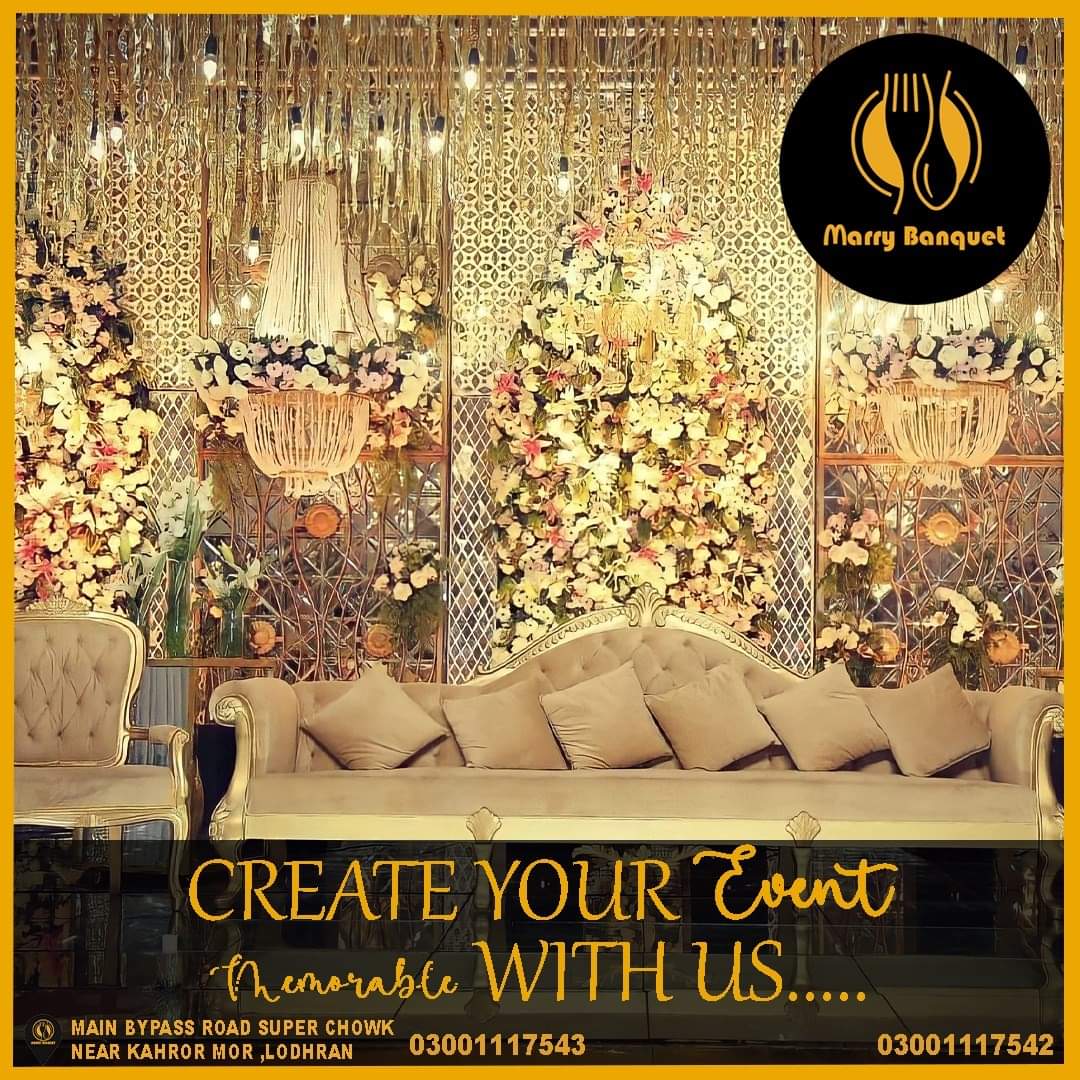 Marry Banquet
CREATE YOUR Event
Memorable WITH US.....
MAIN BYPASS ROAD SUPER CHOWK
NEAR KAHROR MOR ,LODHRAN
03001117543
03001117542